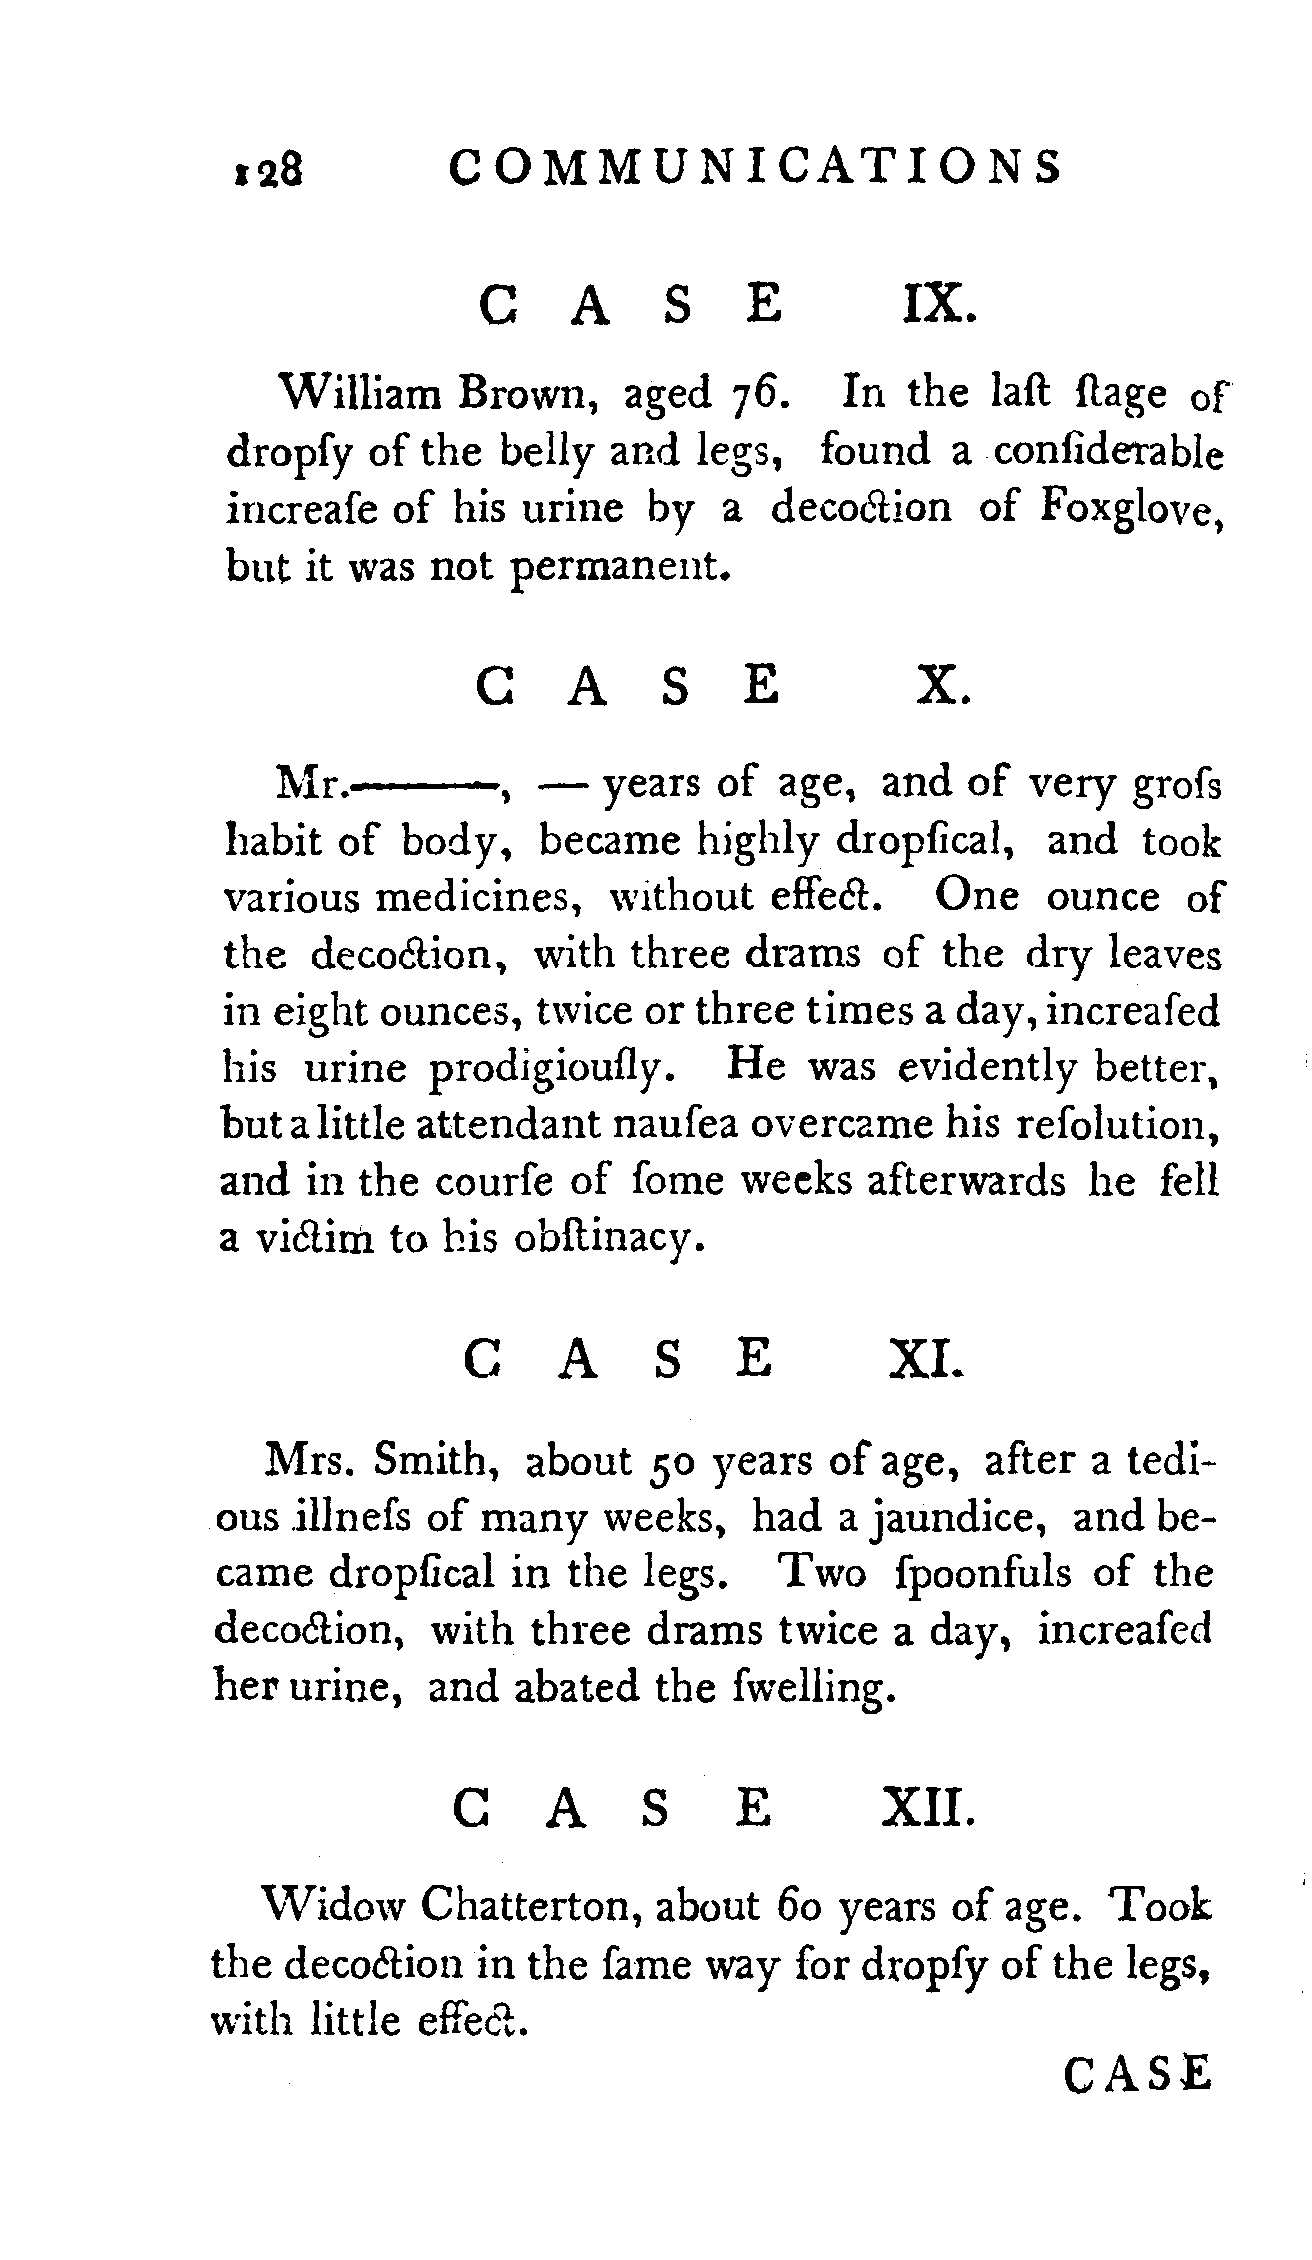 128 COMMUNICATIONS
CASE IX.
William Brown, aged 76. In the laſt ſtage of
dropſy of the belly and legs, found a conſiderable
increaſe of his urine by a decoction of Foxglove,
but it was not permanent.
CASE X.
Mr.———, — years of age, and of very groſs
habit of body, became highly dropſical, and took
various medicines, without effect. One ounce of
the decoction, with three drams of the dry leaves
in eight ounces, twice or three times a day, increaſed
his urine prodigiouſly. He was evidently better,
but a little attendant nauſea overcame his reſolution,
and in the courſe of ſome weeks afterwards he fell
a victim to his obſtinacy.
CASE XI.
Mrs. Smith, about 50 years of age, after a tedi-
ous illneſs of many weeks, had a jaundice, and be-
came dropſical in the legs. Two ſpoonfuls of the
decoction, with three drams twice a day, increaſed
her urine, and abated the ſwelling.
CASE XII.
Widow Chatterton, about 60 years of age. Took
the decoction in the ſame way for dropſy of the legs,
with little effect.
CASE